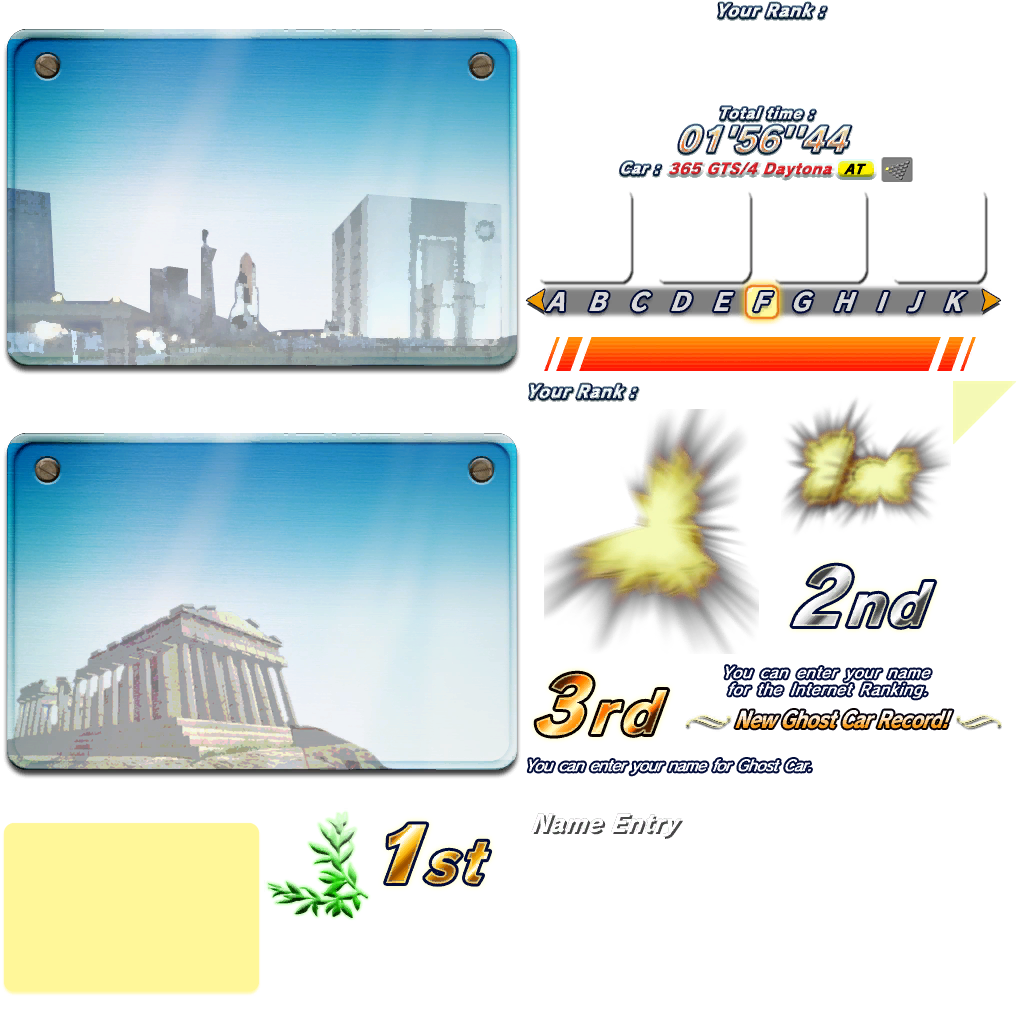 Your Rank :
Total time :
01'56"44
Car : 365 GTS/4 Daytona AT
A B C D E F G H I J K
Your Rank :
2nd
3rd
You can enter your name
for the Internet Ranking.
New Ghost Car Record!
You can enter your name for Ghost Car.
1st
Name Entry